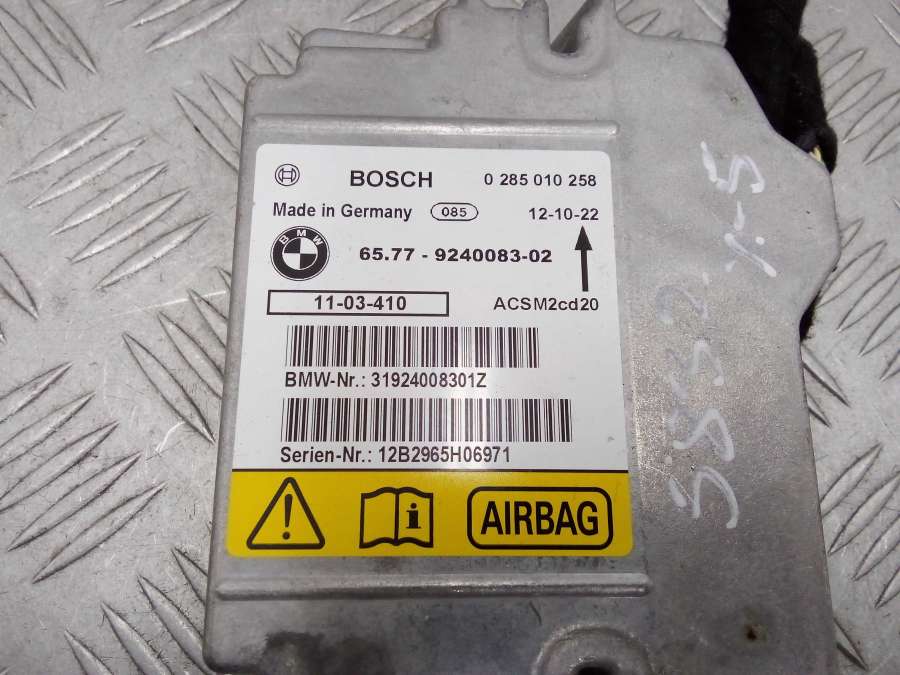 BOSCH 0 285 010 258
Made in Germany 085 12-10-22
BMW 65.77 - 9240083-02
11-03-410 ACSM2cd20
BMW-Nr.: 31924008301Z
Serien-Nr.: 12B2965H06971
i AIRBAG